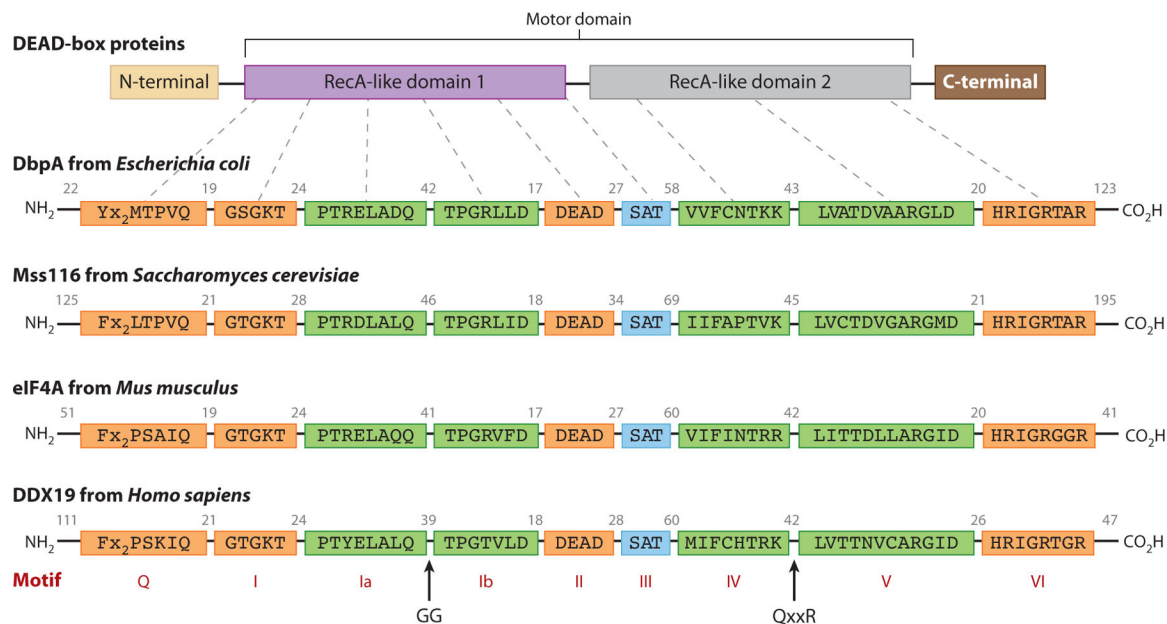 Motor domain
DEAD-box proteins
N-terminal RecA-like domain 1 RecA-like domain 2 C-terminal
DbpA from Escherichia coli
22 19 24 42 17 27 58 43 20 123
NH2 Yx2MTPVQ GSGKT PTRELADQ TPGRLLD DEAD SAT VVFCNTKK LVATDVAARGLD HRIGRTAR CO2H
Mss116 from Saccharomyces cerevisiae
125 21 28 46 18 34 69 45 21 195
NH2 Fx2LTPVQ GTGKT PTRDLALQ TPGRLID DEAD SAT IIFAPTVK LVCTDVGARGMD HRIGRTAR CO2H
eIF4A from Mus musculus
51 19 24 41 17 27 60 42 20 41
NH2 Fx2PSAIQ GTGKT PTRELAQQ TPGRVFD DEAD SAT VIFINTRR LITTDLLARGID HRIGRGGR CO2H
DDX19 from Homo sapiens
111 21 24 39 18 28 60 42 26 47
NH2 Fx2PSKIQ GTGKT PTYELALQ TPGTVLD DEAD SAT MIFCHTRK LVTTNVCARGID HRIGRTGR CO2H
Motif Q I Ia Ib II III IV V VI
GG QxxR